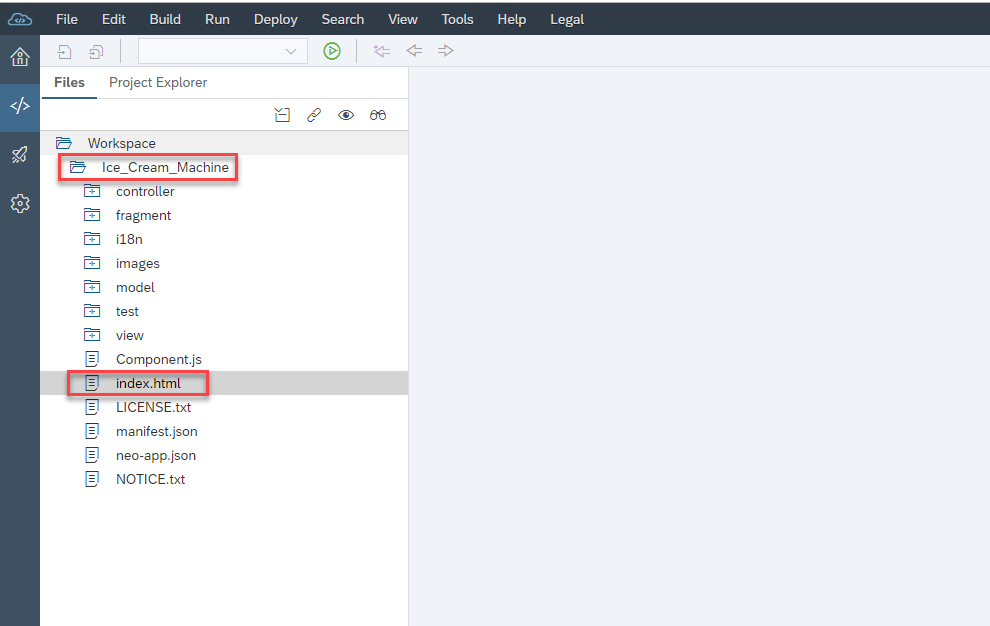 File Edit Build Run Deploy Search View Tools Help Legal
Files Project Explorer
Workspace
Ice_Cream_Machine
controller
fragment
i18n
images
model
test
view
Component.js
index.html
LICENSE.txt
manifest.json
neo-app.json
NOTICE.txt